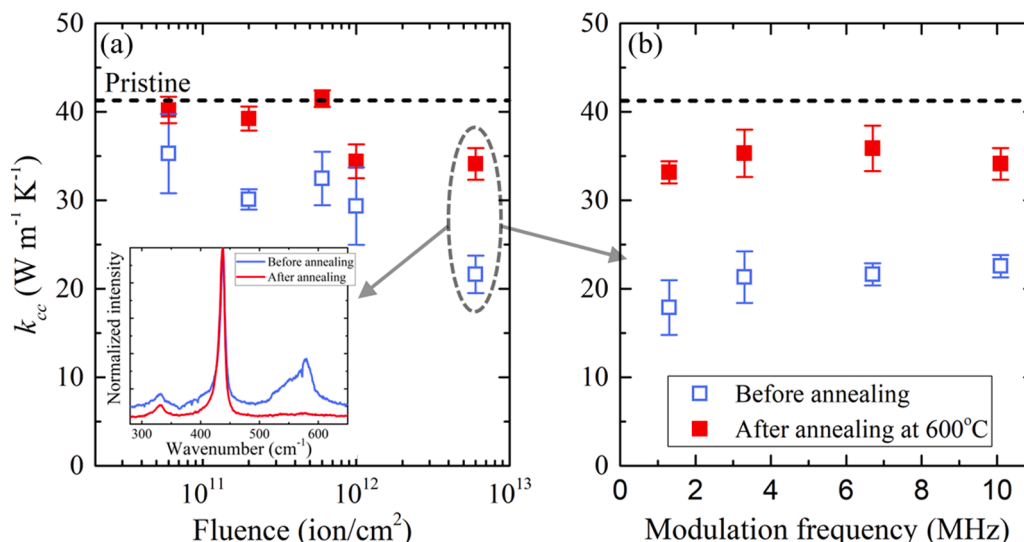 (a)
Pristine
50
40
30
20
10
0
k_cc (W m⁻¹ K⁻¹)
10¹¹
10¹²
10¹³
Fluence (ion/cm²)
Before annealing
After annealing
Normalized intensity
300
400
500
600
Wavenumber (cm⁻¹)
(b)
50
40
30
20
10
0
Before annealing
After annealing at 600°C
0
2
4
6
8
10
Modulation frequency (MHz)